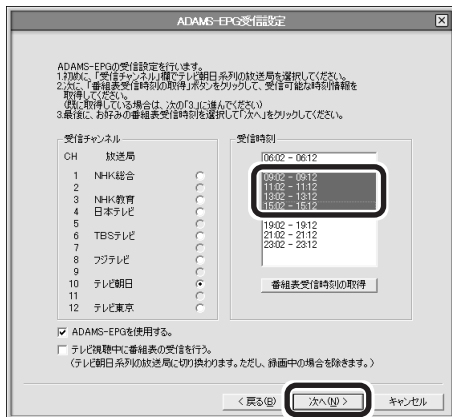 ADAMS-EPG受信設定
ADAMS-EPGの受信設定を行います。
1.初めに、「受信チャンネル」欄でテレビ朝日系列の放送局を選択してください。
2.次に、「番組表受信時刻の取得」ボタンをクリックして、受信可能な時刻情報を
取得してください。
(既に取得している場合は、次の「3.」に進んでください)
3.最後に、お好みの番組表受信時刻を選択して「次へ」をクリックしてください。
受信チャンネル
CH 放送局
1 NHK総合
2
3 NHK教育
4 日本テレビ
5
6 TBSテレビ
7
8 フジテレビ
9
10 テレビ朝日
11
12 テレビ東京
受信時刻
06:02 - 06:12
09:02 - 09:12
11:02 - 11:12
13:02 - 13:12
15:02 - 15:12
19:02 - 19:12
21:02 - 21:12
23:02 - 23:12
番組表受信時刻の取得
ADAMS-EPGを使用する。
テレビ視聴中に番組表の受信を行う。
(テレビ朝日系列の放送局に切り換わります。ただし、録画中の場合を除きます。)
< 戻る(B)
次へ(N) >
キャンセル